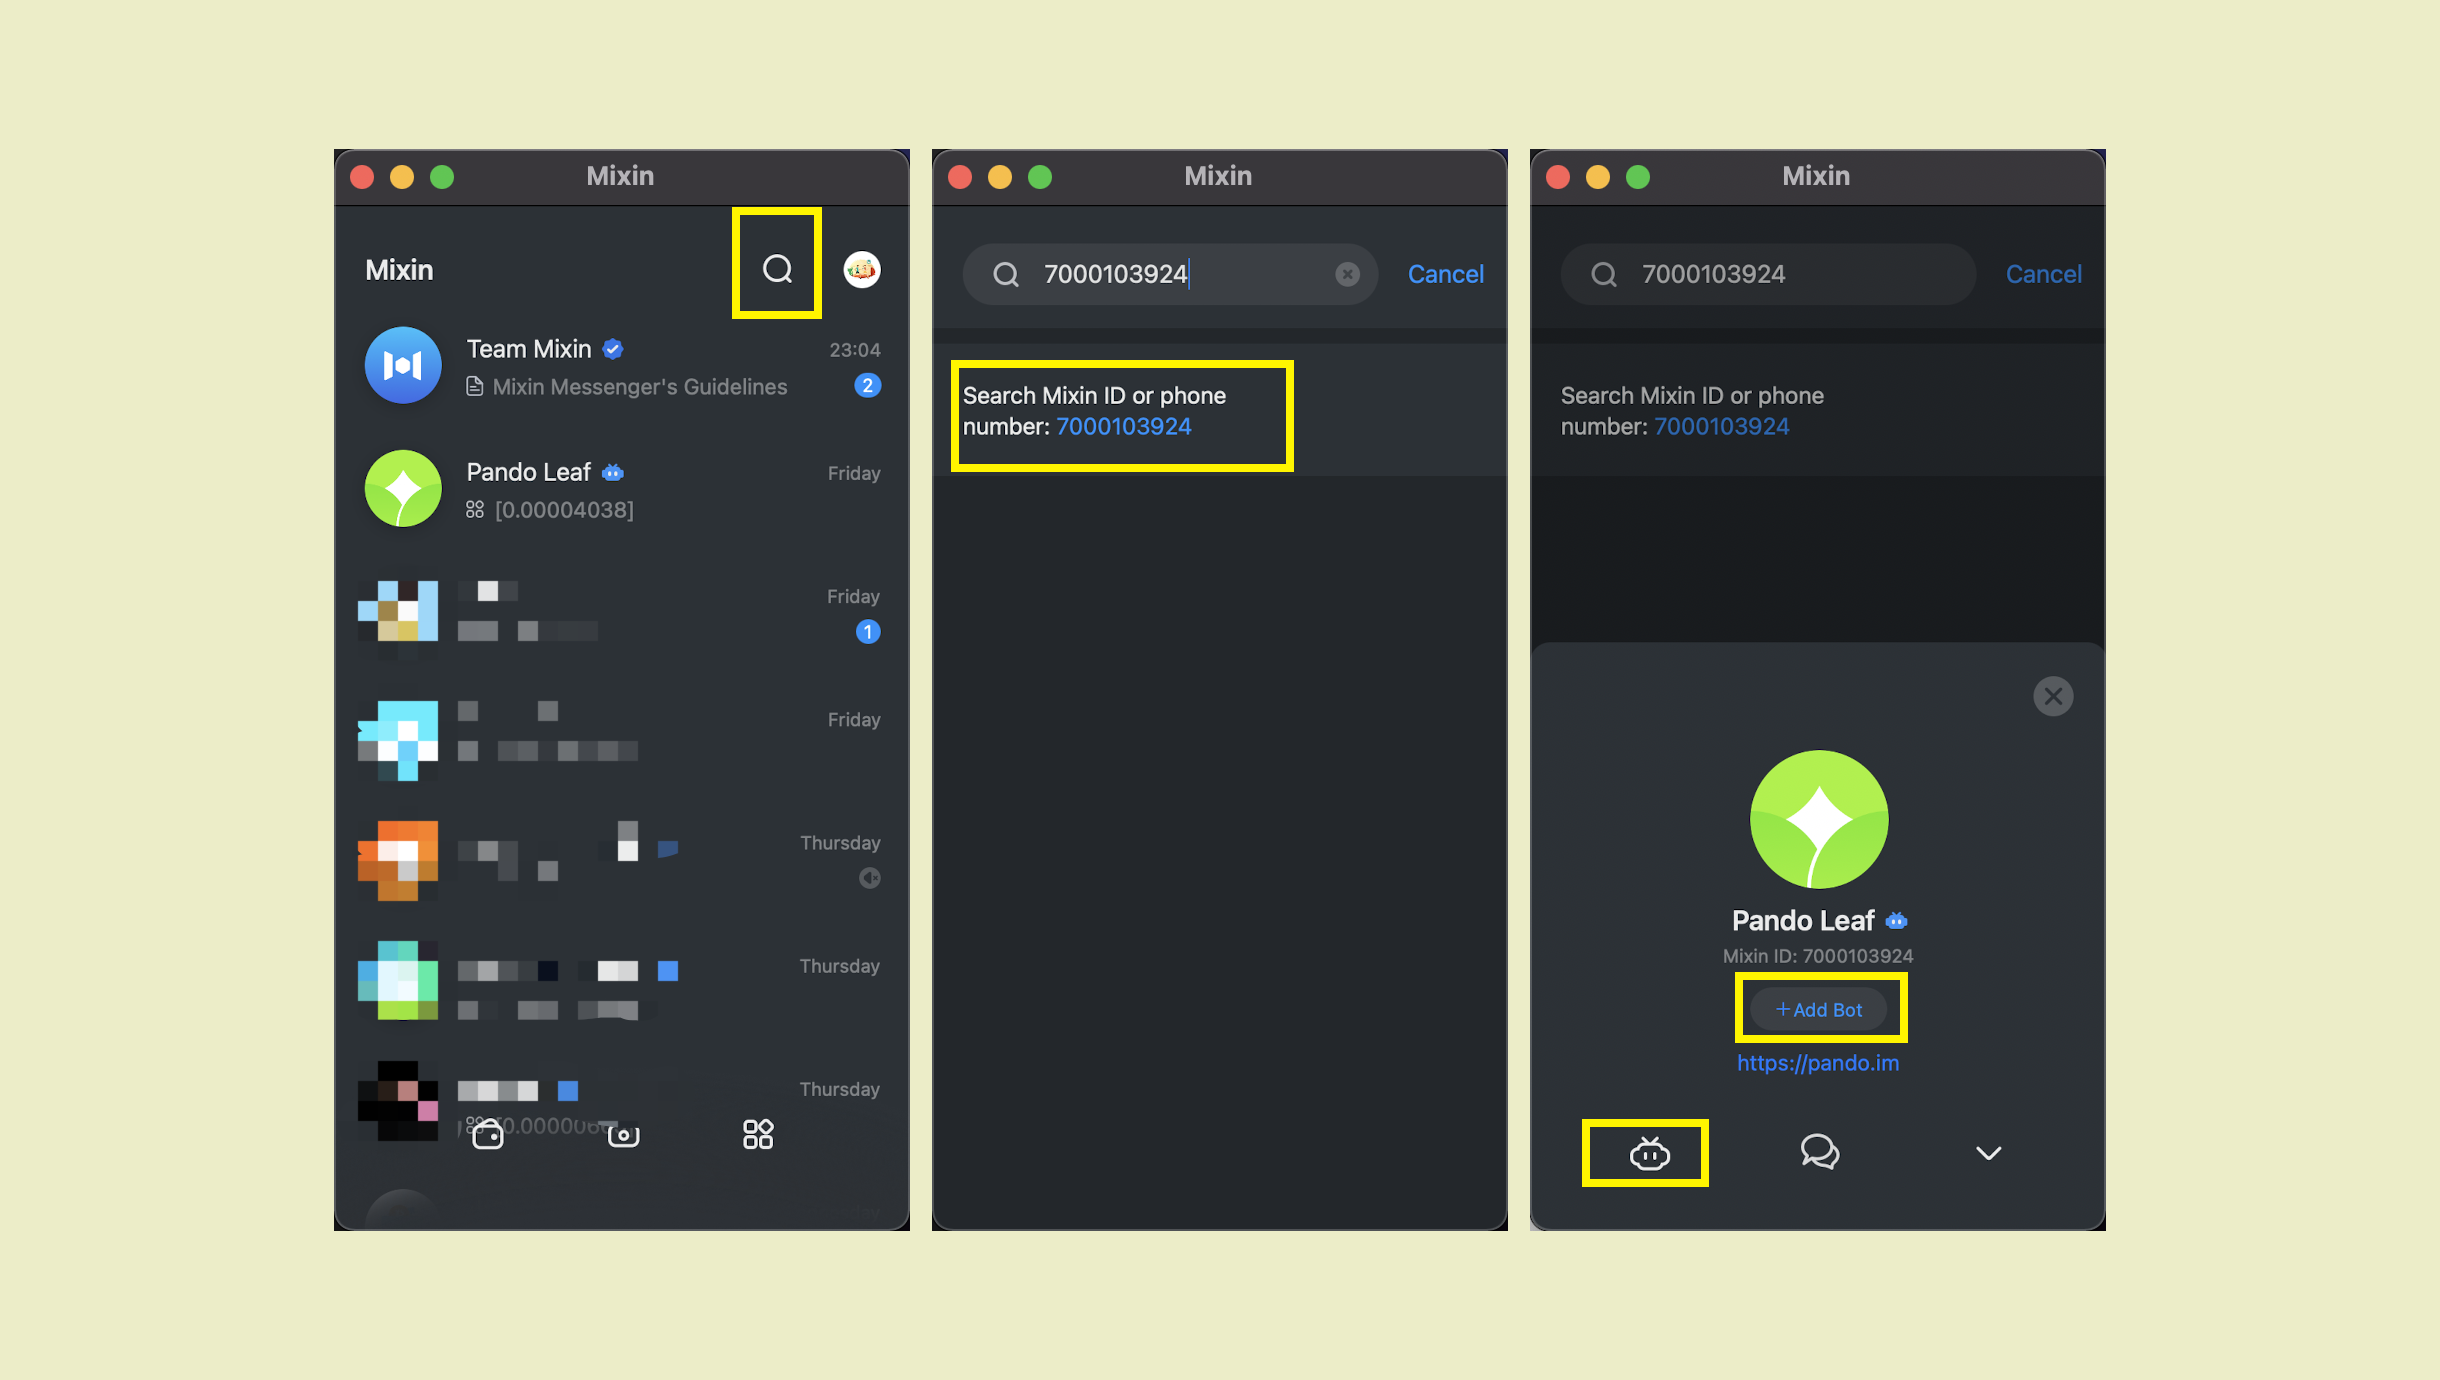 Mixin
Mixin
Team Mixin
23:04
Mixin Messenger's Guidelines
2
Pando Leaf
Friday
[0.00004038]
Friday
1
Friday
Thursday
Thursday
Thursday
Mixin
7000103924
Cancel
Search Mixin ID or phone
number: 7000103924
Mixin
7000103924
Cancel
Search Mixin ID or phone
number: 7000103924
Pando Leaf
Mixin ID: 7000103924
+Add Bot
https://pando.im